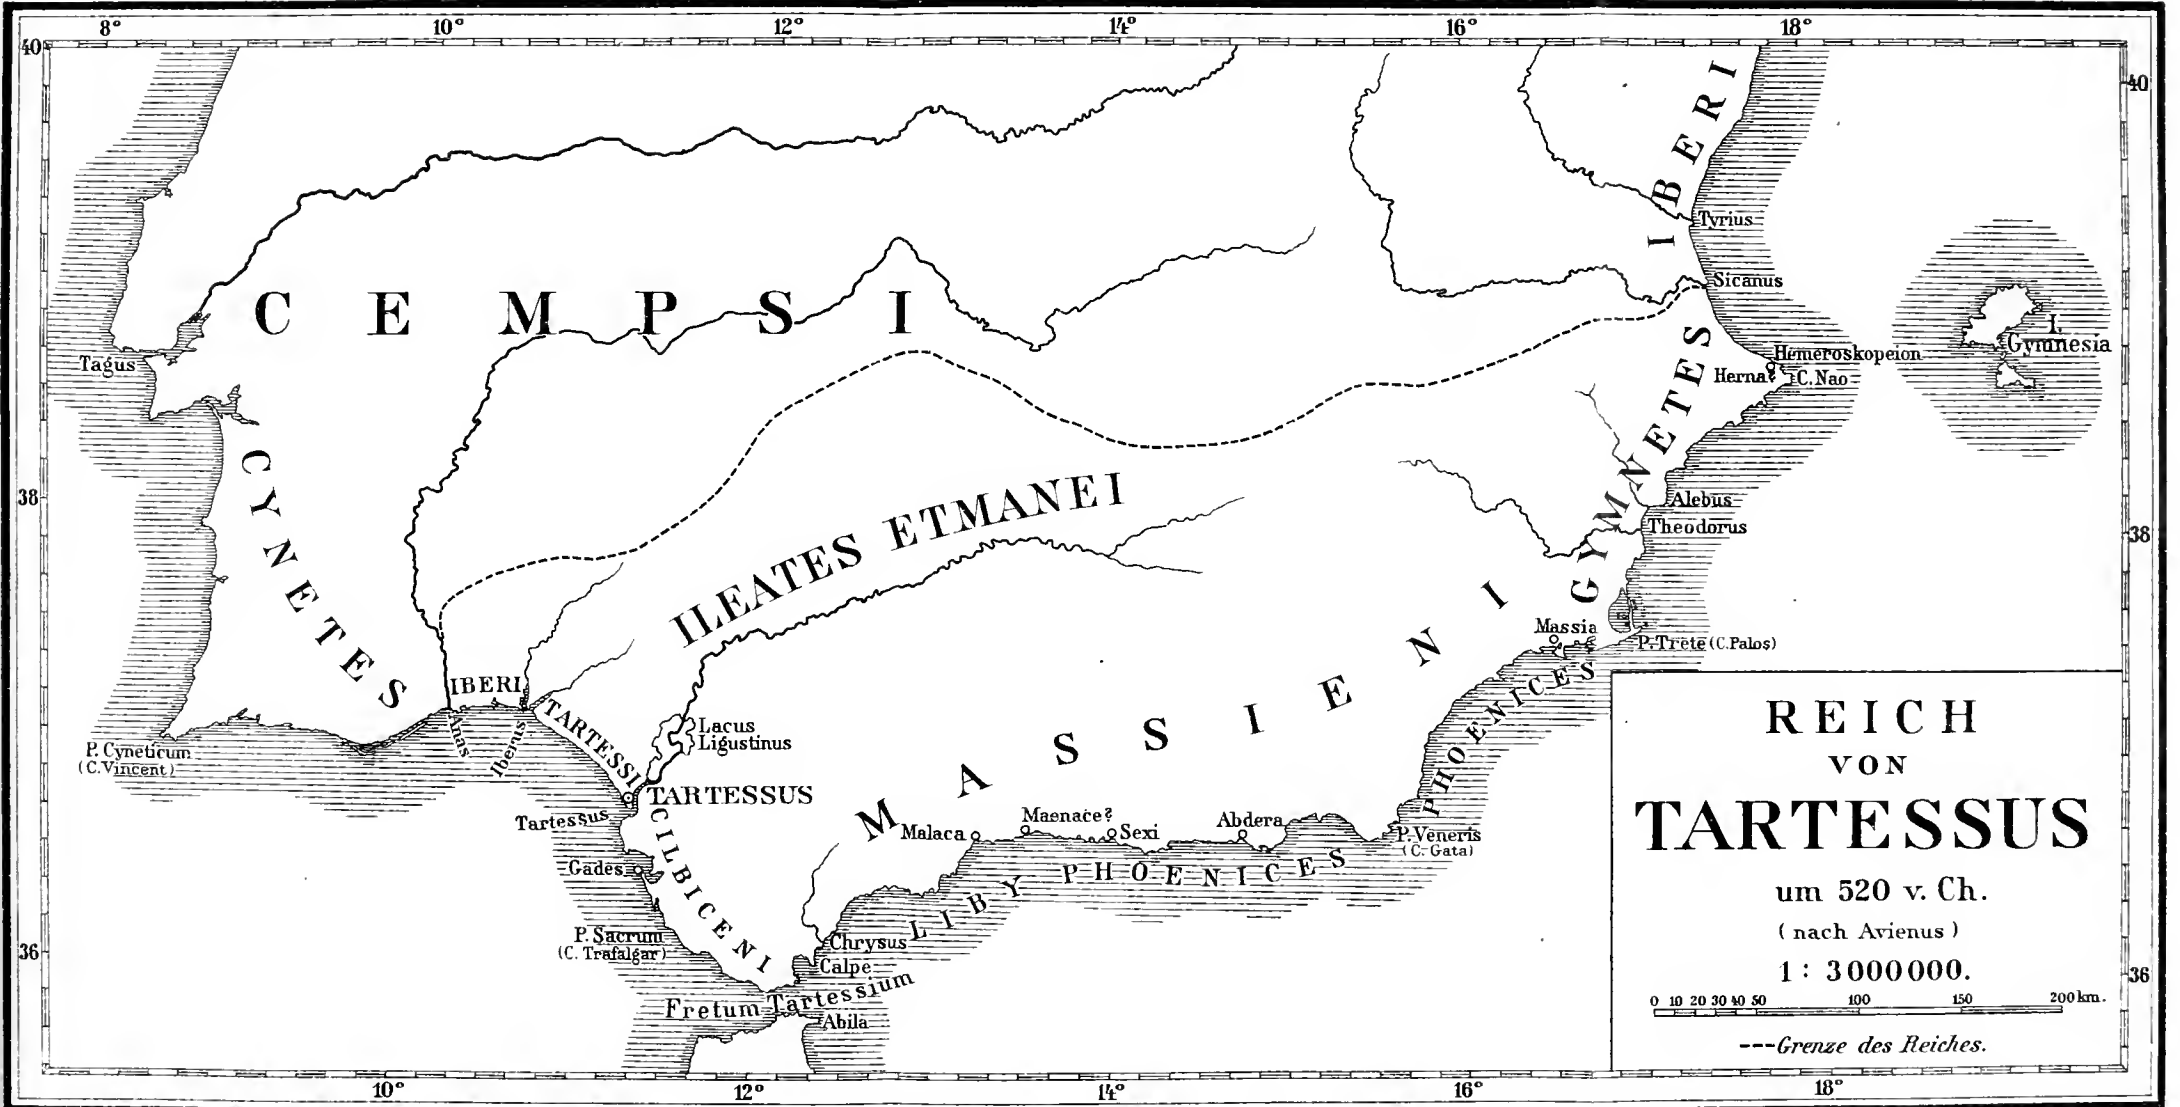 8° 10° 12° 14° 16° 18°
40 40
IBERI
Tyrius
Sicanus
CEMPSI
I.
Gymnesia
Tagus
Hemeroskopeion
Herna?
C. Nao
GYMNETES
CYNETES
38 38
ILEATES ETMANEI
Alebus
Theodorus
Massia
P. Trete (C. Palos)
IBERI
TARTESSI
Anas
Iberus
P. Cyneticum
(C. Vincent)
Lacus
Ligustinus
MASSIENI
PHOENICES
TARTESSUS
Tartessus
CILBICENI
Malaca
Maenace?
Sexi
Abdera
P. Veneris
(C. Gata)
Gades
LIBY PHOENICES
P. Sacrum
(C. Trafalgar)
Chrysus
Calpe
Fretum Tartessium
Abila
36 36
REICH
VON
TARTESSUS
um 520 v. Ch.
( nach Avienus )
1 : 3000000.
0 10 20 30 40 50 100 150 200 km.
---Grenze des Reiches.
10° 12° 14° 16° 18°